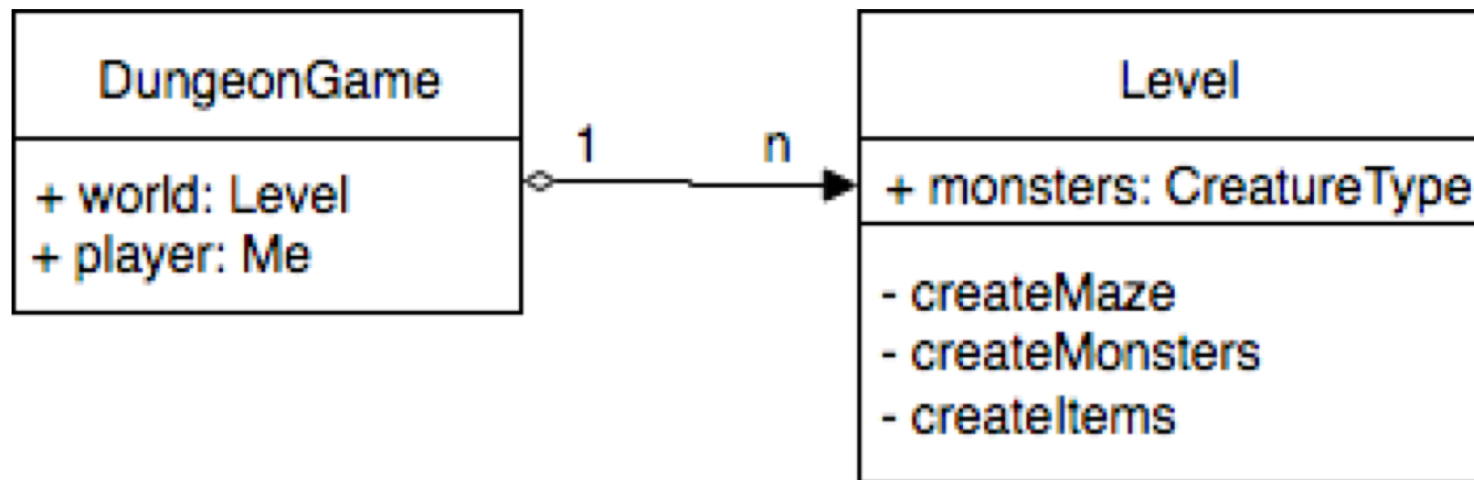 DungeonGame
+ world: Level
+ player: Me
1
n
Level
+ monsters: CreatureType
- createMaze
- createMonsters
- createItems